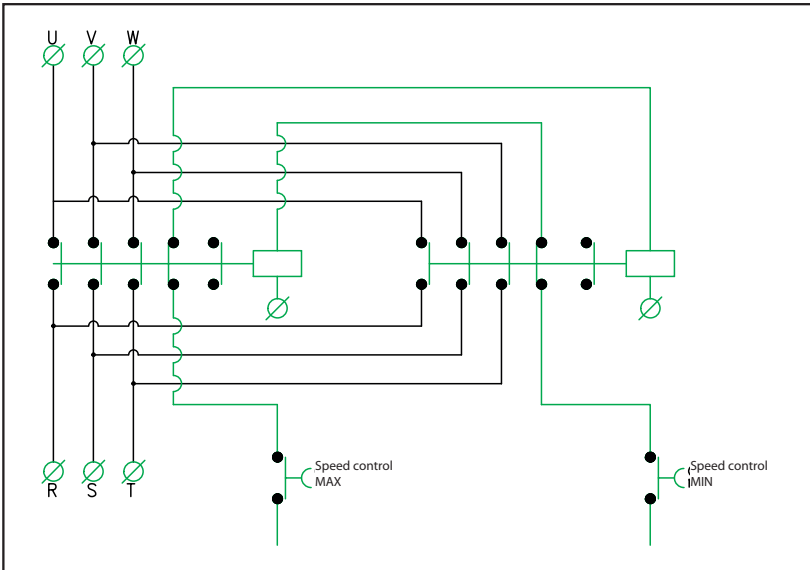 U V W
R S T
Speed control
MAX
Speed control
MIN